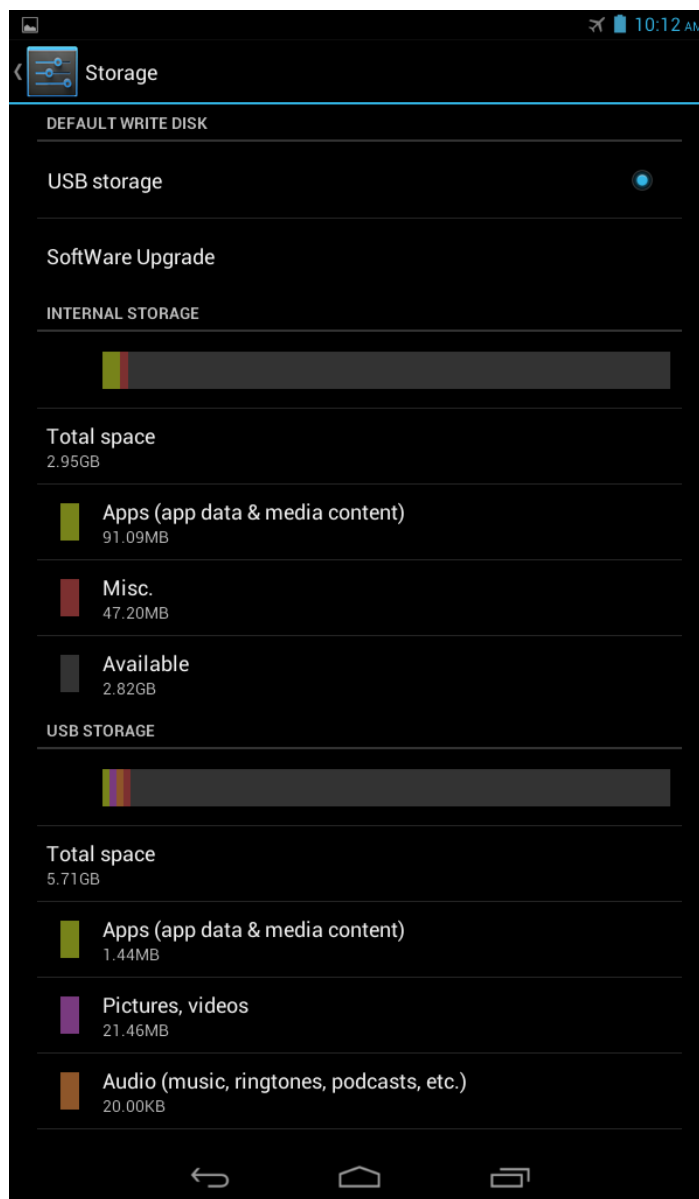 10:12 AM
Storage
DEFAULT WRITE DISK
USB storage
SoftWare Upgrade
INTERNAL STORAGE
Total space
2.95GB
Apps (app data & media content)
91.09MB
Misc.
47.20MB
Available
2.82GB
USB STORAGE
Total space
5.71GB
Apps (app data & media content)
1.44MB
Pictures, videos
21.46MB
Audio (music, ringtones, podcasts, etc.)
20.00KB